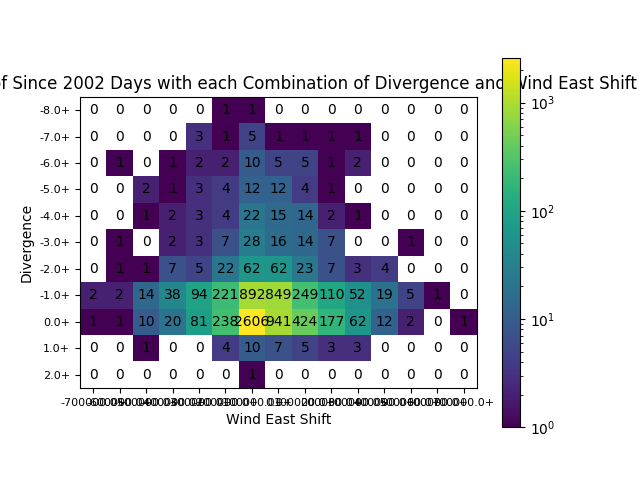 f Since 2002 Days with each Combination of Divergence and Wind East Shift
-8.0+ 0 0 0 0 0 1 1 0 0 0 0 0 0 0 0
-7.0+ 0 0 0 0 3 1 5 1 1 1 1 0 0 0 0
-6.0+ 0 1 0 1 2 2 10 5 5 1 2 0 0 0 0
-5.0+ 0 0 2 1 3 4 12 12 4 1 0 0 0 0 0
-4.0+ 0 0 1 2 3 4 22 15 14 2 1 0 0 0 0
-3.0+ 0 1 0 2 3 7 28 16 14 7 0 0 1 0 0
-2.0+ 0 1 1 7 5 22 62 62 23 7 3 4 0 0 0
-1.0+ 2 2 14 38 94 221 892 849 249 110 52 19 5 1 0
0.0+ 1 1 10 20 81 238 2606 941 424 177 62 12 2 0 1
1.0+ 0 0 1 0 0 4 10 7 5 3 3 0 0 0 0
2.0+ 0 0 0 0 0 0 1 0 0 0 0 0 0 0 0
Divergence
Wind East Shift
10³
10²
10¹
10⁰